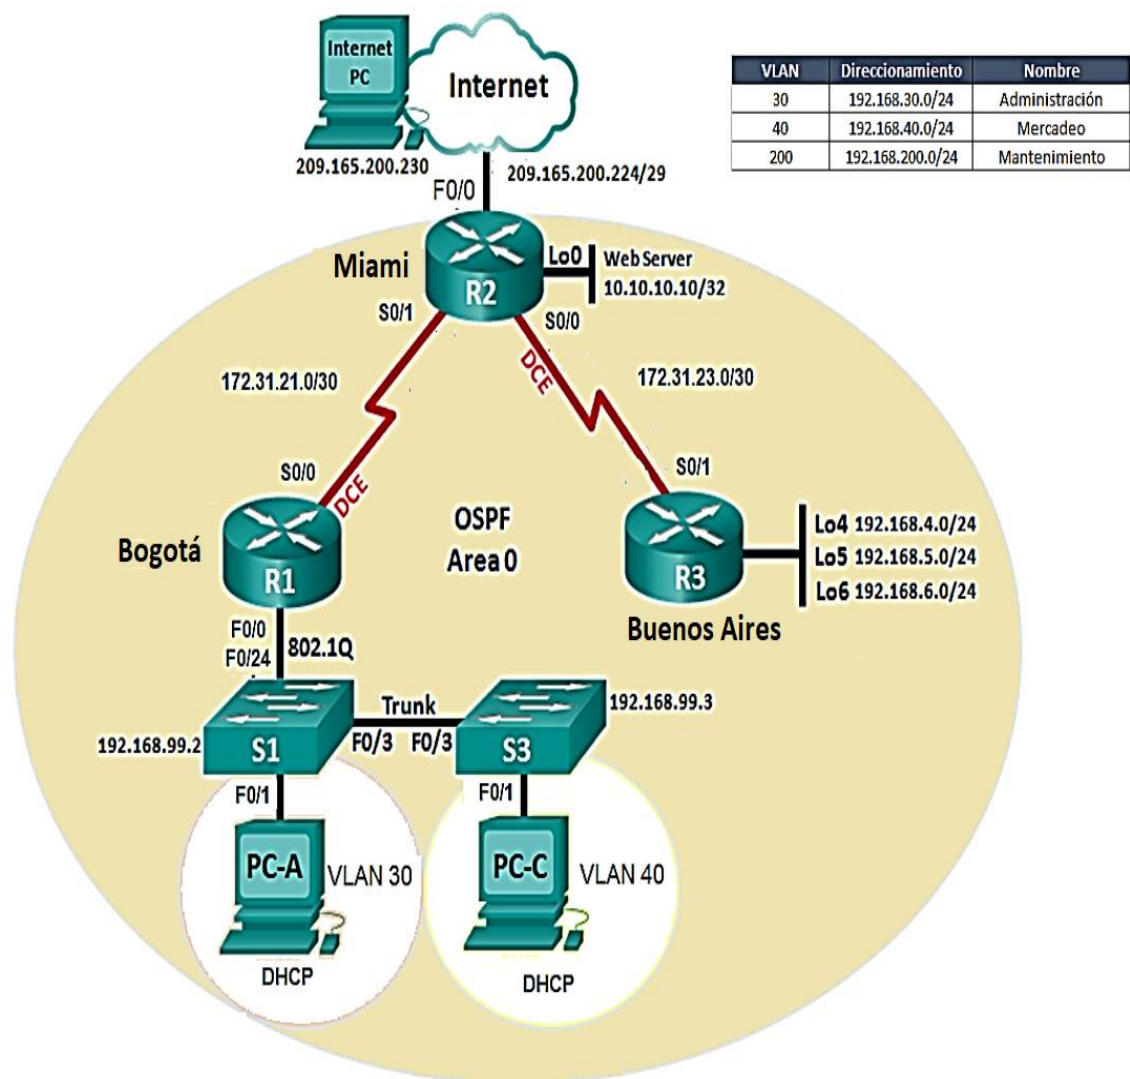 Internet
PC
Internet
209.165.200.230
F0/0
209.165.200.224/29
VLAN Direccionamiento Nombre
30 192.168.30.0/24 Administración
40 192.168.40.0/24 Mercadeo
200 192.168.200.0/24 Mantenimiento
Miami
R2
Lo0
Web Server
10.10.10.10/32
S0/1
S0/0
DCE
172.31.21.0/30
172.31.23.0/30
S0/0
DCE
S0/1
Bogotá
R1
OSPF
Area 0
R3
Lo4 192.168.4.0/24
Lo5 192.168.5.0/24
Lo6 192.168.6.0/24
Buenos Aires
F0/0
F0/24
802.1Q
Trunk
192.168.99.3
192.168.99.2
S1
F0/3
F0/3
S3
F0/1
F0/1
PC-A
VLAN 30
PC-C
VLAN 40
DHCP
DHCP